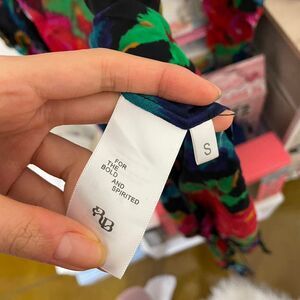 FOR
THE
BOLD
AND
SPIRITED
S